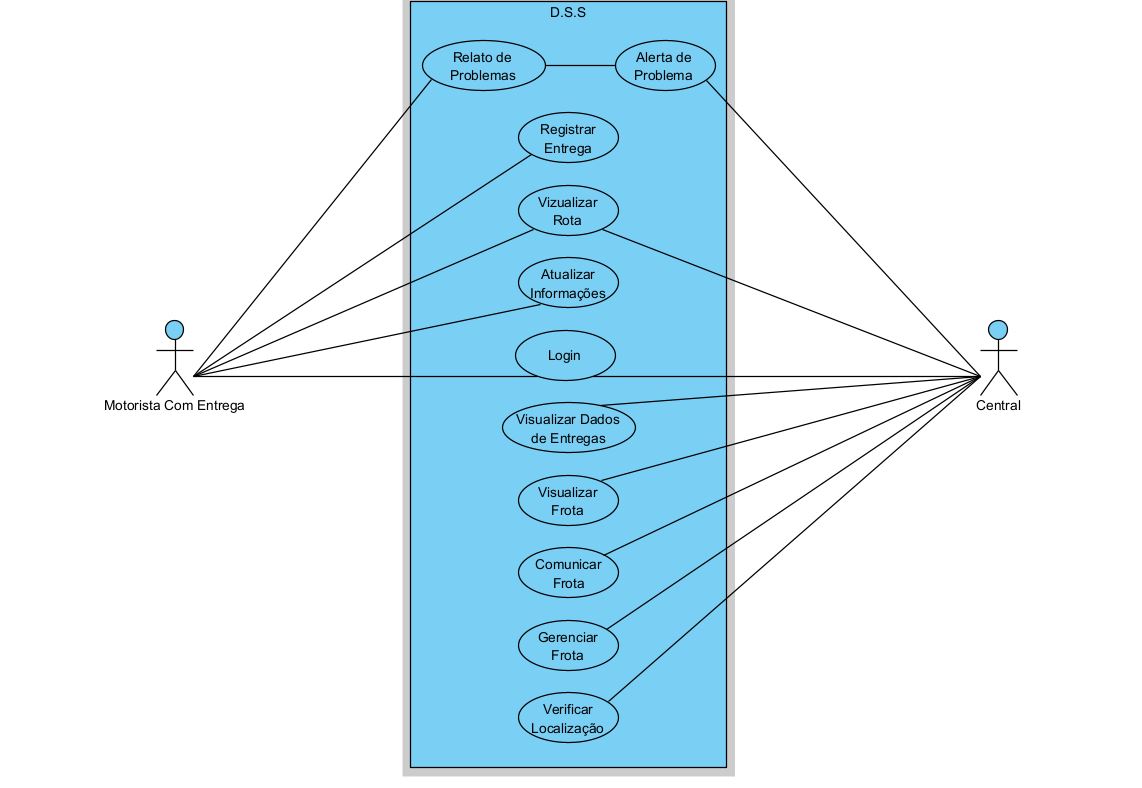 D.S.S
Relato de
Problemas
Alerta de
Problema
Registrar
Entrega
Vizualizar
Rota
Atualizar
Informações
Login
Motorista Com Entrega
Central
Visualizar Dados
de Entregas
Visualizar
Frota
Comunicar
Frota
Gerenciar
Frota
Verificar
Localização